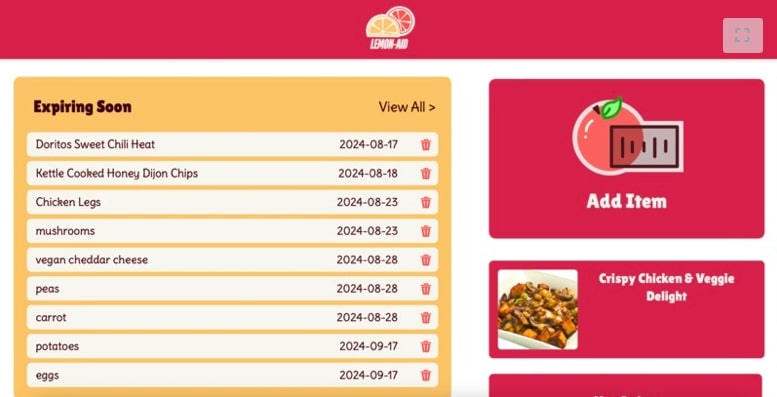 LEMON-AID
Expiring Soon
View All >
Doritos Sweet Chili Heat 2024-08-17
Kettle Cooked Honey Dijon Chips 2024-08-18
Chicken Legs 2024-08-23
mushrooms 2024-08-23
vegan cheddar cheese 2024-08-28
peas 2024-08-28
carrot 2024-08-28
potatoes 2024-09-17
eggs 2024-09-17
Add Item
Crispy Chicken & Veggie
Delight